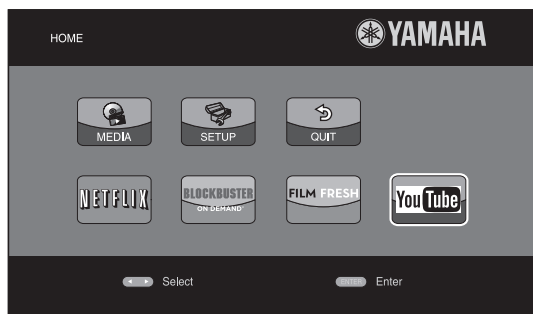 HOME
YAMAHA
MEDIA
SETUP
QUIT
NETFLIX
BLOCKBUSTER
ON DEMAND
FILM FRESH
YouTube
Select
ENTER Enter